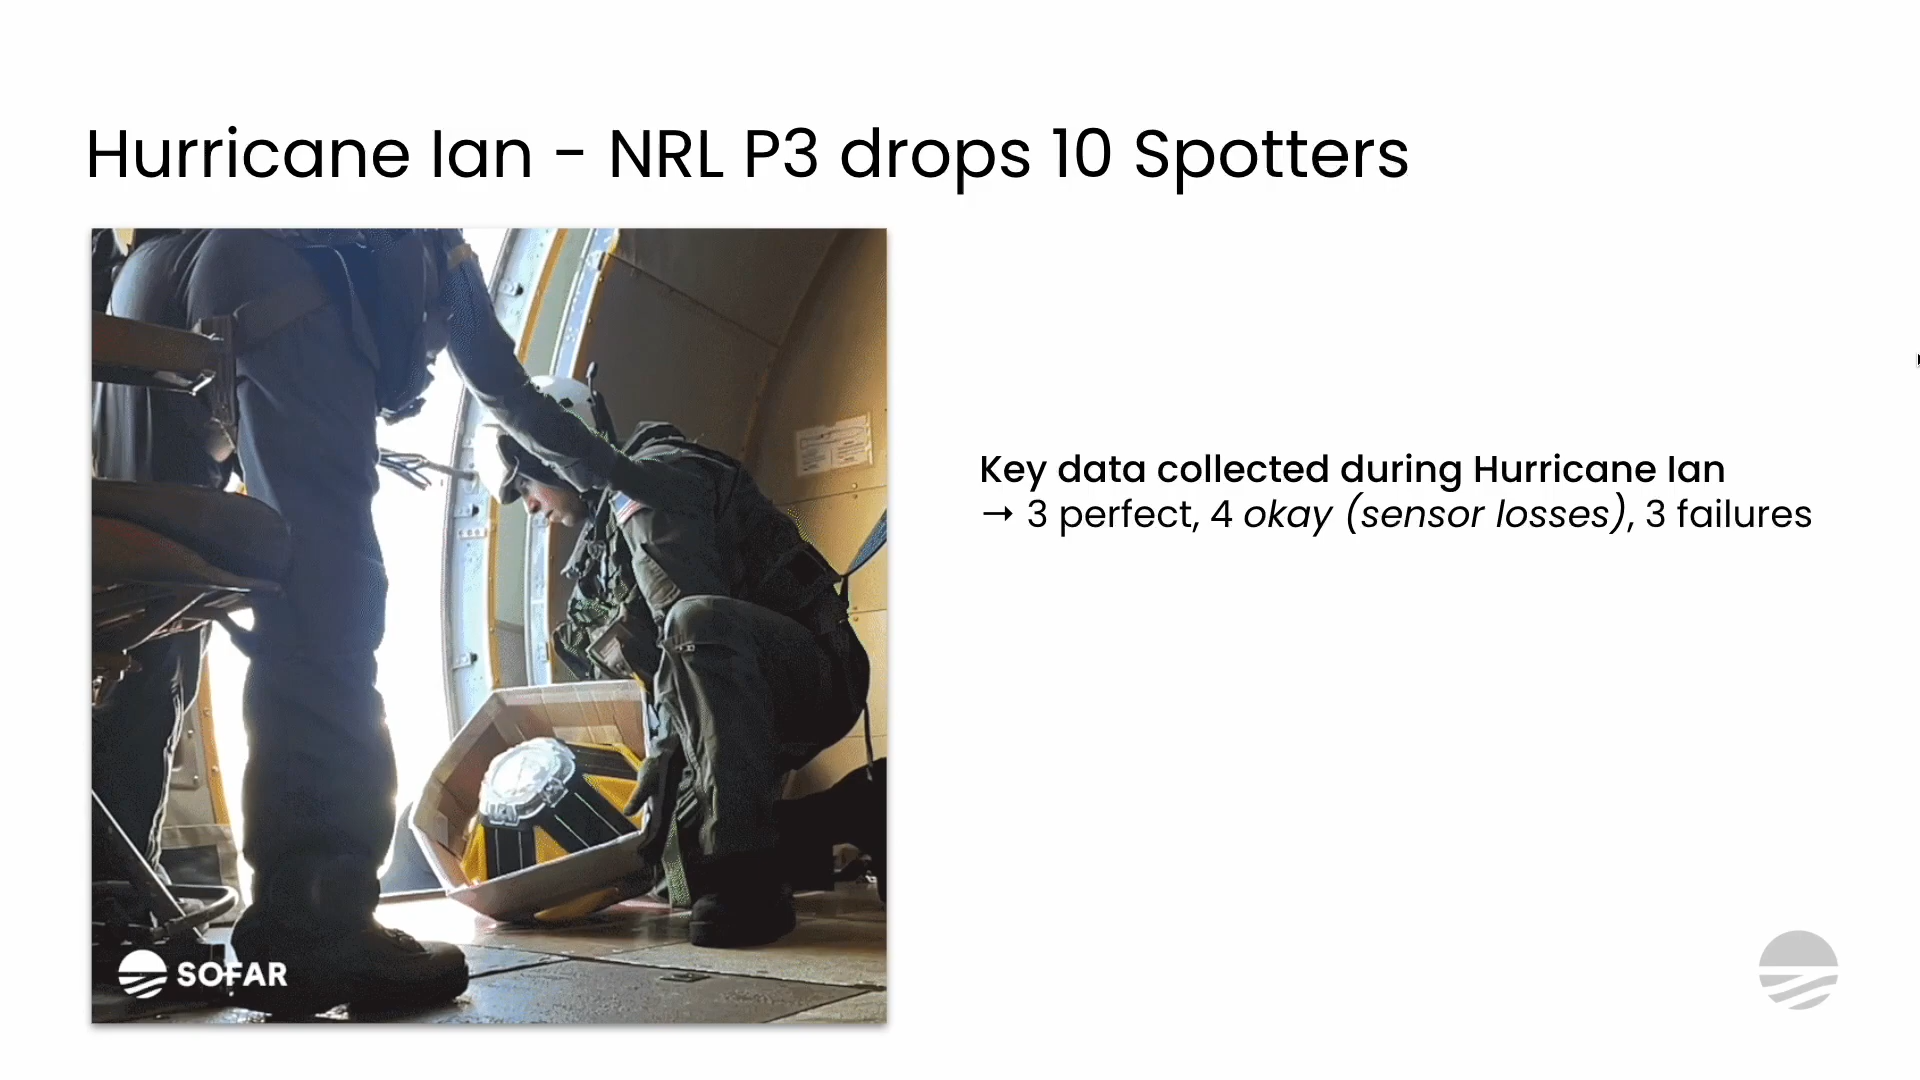 Hurricane Ian - NRL P3 drops 10 Spotters
Key data collected during Hurricane Ian
→ 3 perfect, 4 okay (sensor losses), 3 failures
SOFAR